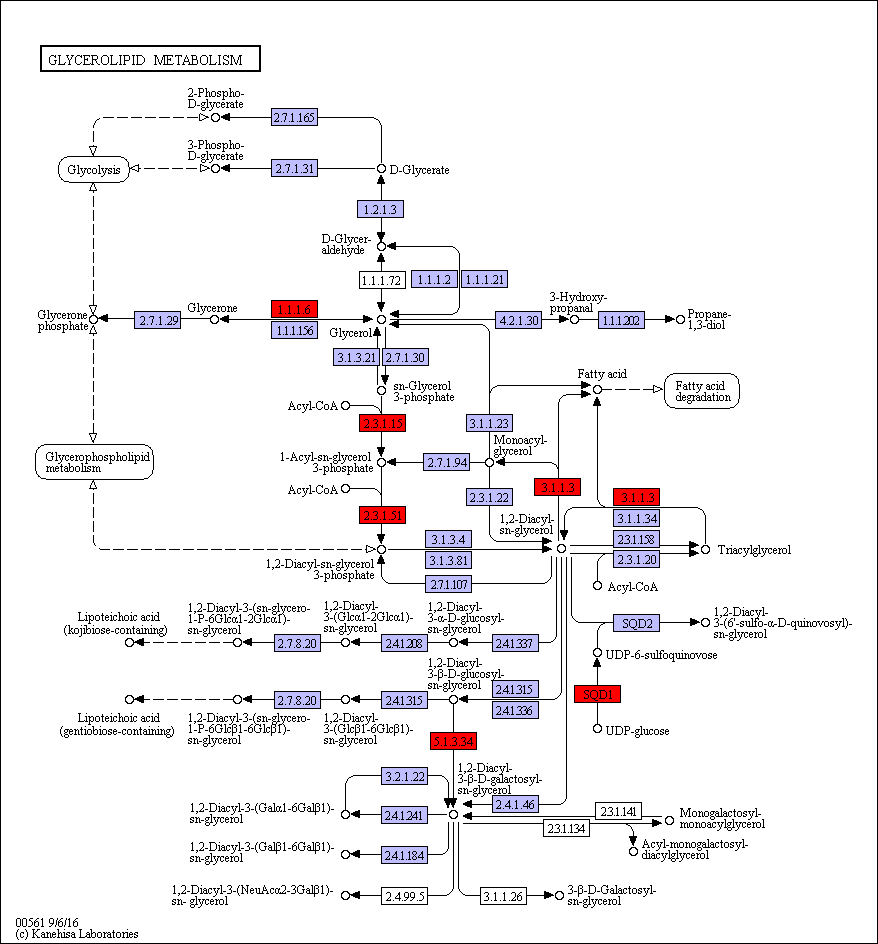 GLYCEROLIPID METABOLISM
2-Phospho-
D-glycerate
2.7.1.165
3-Phospho-
D-glycerate
Glycolysis
2.7.1.31
D-Glycerate
1.2.1.3
D-Glycer-
aldehyde
1.1.1.72
1.1.1.2
1.1.1.21
Glycerone
phosphate
2.7.1.29
Glycerone
1.1.1.6
1.1.1.156
Glycerol
4.2.1.30
3-Hydroxy-
propanal
1.1.1.202
Propane-
1,3-diol
3.1.3.21
2.7.1.30
sn-Glycerol
3-phosphate
Fatty acid
Fatty acid
degradation
Acyl-CoA
2.3.1.15
3.1.1.23
Monoacyl-
glycerol
Glycerophospholipid
metabolism
1-Acyl-sn-glycerol
3-phosphate
2.7.1.94
Acyl-CoA
2.3.1.22
3.1.1.3
3.1.1.3
2.3.1.51
1,2-Diacyl-
sn-glycerol
3.1.1.34
3.1.3.4
2.3.1.158
3.1.3.81
2.3.1.20
Triacylglycerol
1,2-Diacyl-sn-glycerol
3-phosphate
2.7.1.107
Acyl-CoA
Lipoteichoic acid
(kojibiose-containing)
1,2-Diacyl-3-(sn-glycero-
1-P-6Glcα1-2Glcα1)-
sn-glycerol
2.7.8.20
1,2-Diacyl-
3-(Glcα1-2Glcα1)-
sn-glycerol
2.4.1.208
1,2-Diacyl-
3-α-D-glucosyl-
sn-glycerol
2.4.1.337
SQD2
1,2-Diacyl-
3-(6'-sulfo-α-D-quinovosyl)-
sn-glycerol
UDP-6-sulfoquinovose
1,2-Diacyl-
3-β-D-glucosyl-
sn-glycerol
2.4.1.315
2.4.1.336
SQD1
Lipoteichoic acid
(gentiobiose-containing)
2.7.8.20
1,2-Diacyl-3-(sn-glycero-
1-P-6Glcβ1-6Glcβ1)-
sn-glycerol
2.4.1.315
1,2-Diacyl-
3-(Glcβ1-6Glcβ1)-
sn-glycerol
UDP-glucose
5.1.3.34
3.2.1.22
1,2-Diacyl-
3-β-D-galactosyl-
sn-glycerol
2.4.1.46
1,2-Diacyl-3-(Galα1-6Galβ1)-
sn-glycerol
2.4.1.241
2.3.1.141
2.3.1.134
Monogalactosyl-
monoacylglycerol
Acyl-monogalactosyl-
diacylglycerol
1,2-Diacyl-3-(Galβ1-6Galβ1)-
sn-glycerol
2.4.1.184
1,2-Diacyl-3-(NeuAcα2-3Galβ1)-
sn- glycerol
2.4.99.5
3.1.1.26
3-β-D-Galactosyl-
sn-glycerol
00561 9/6/16
(c) Kanehisa Laboratories